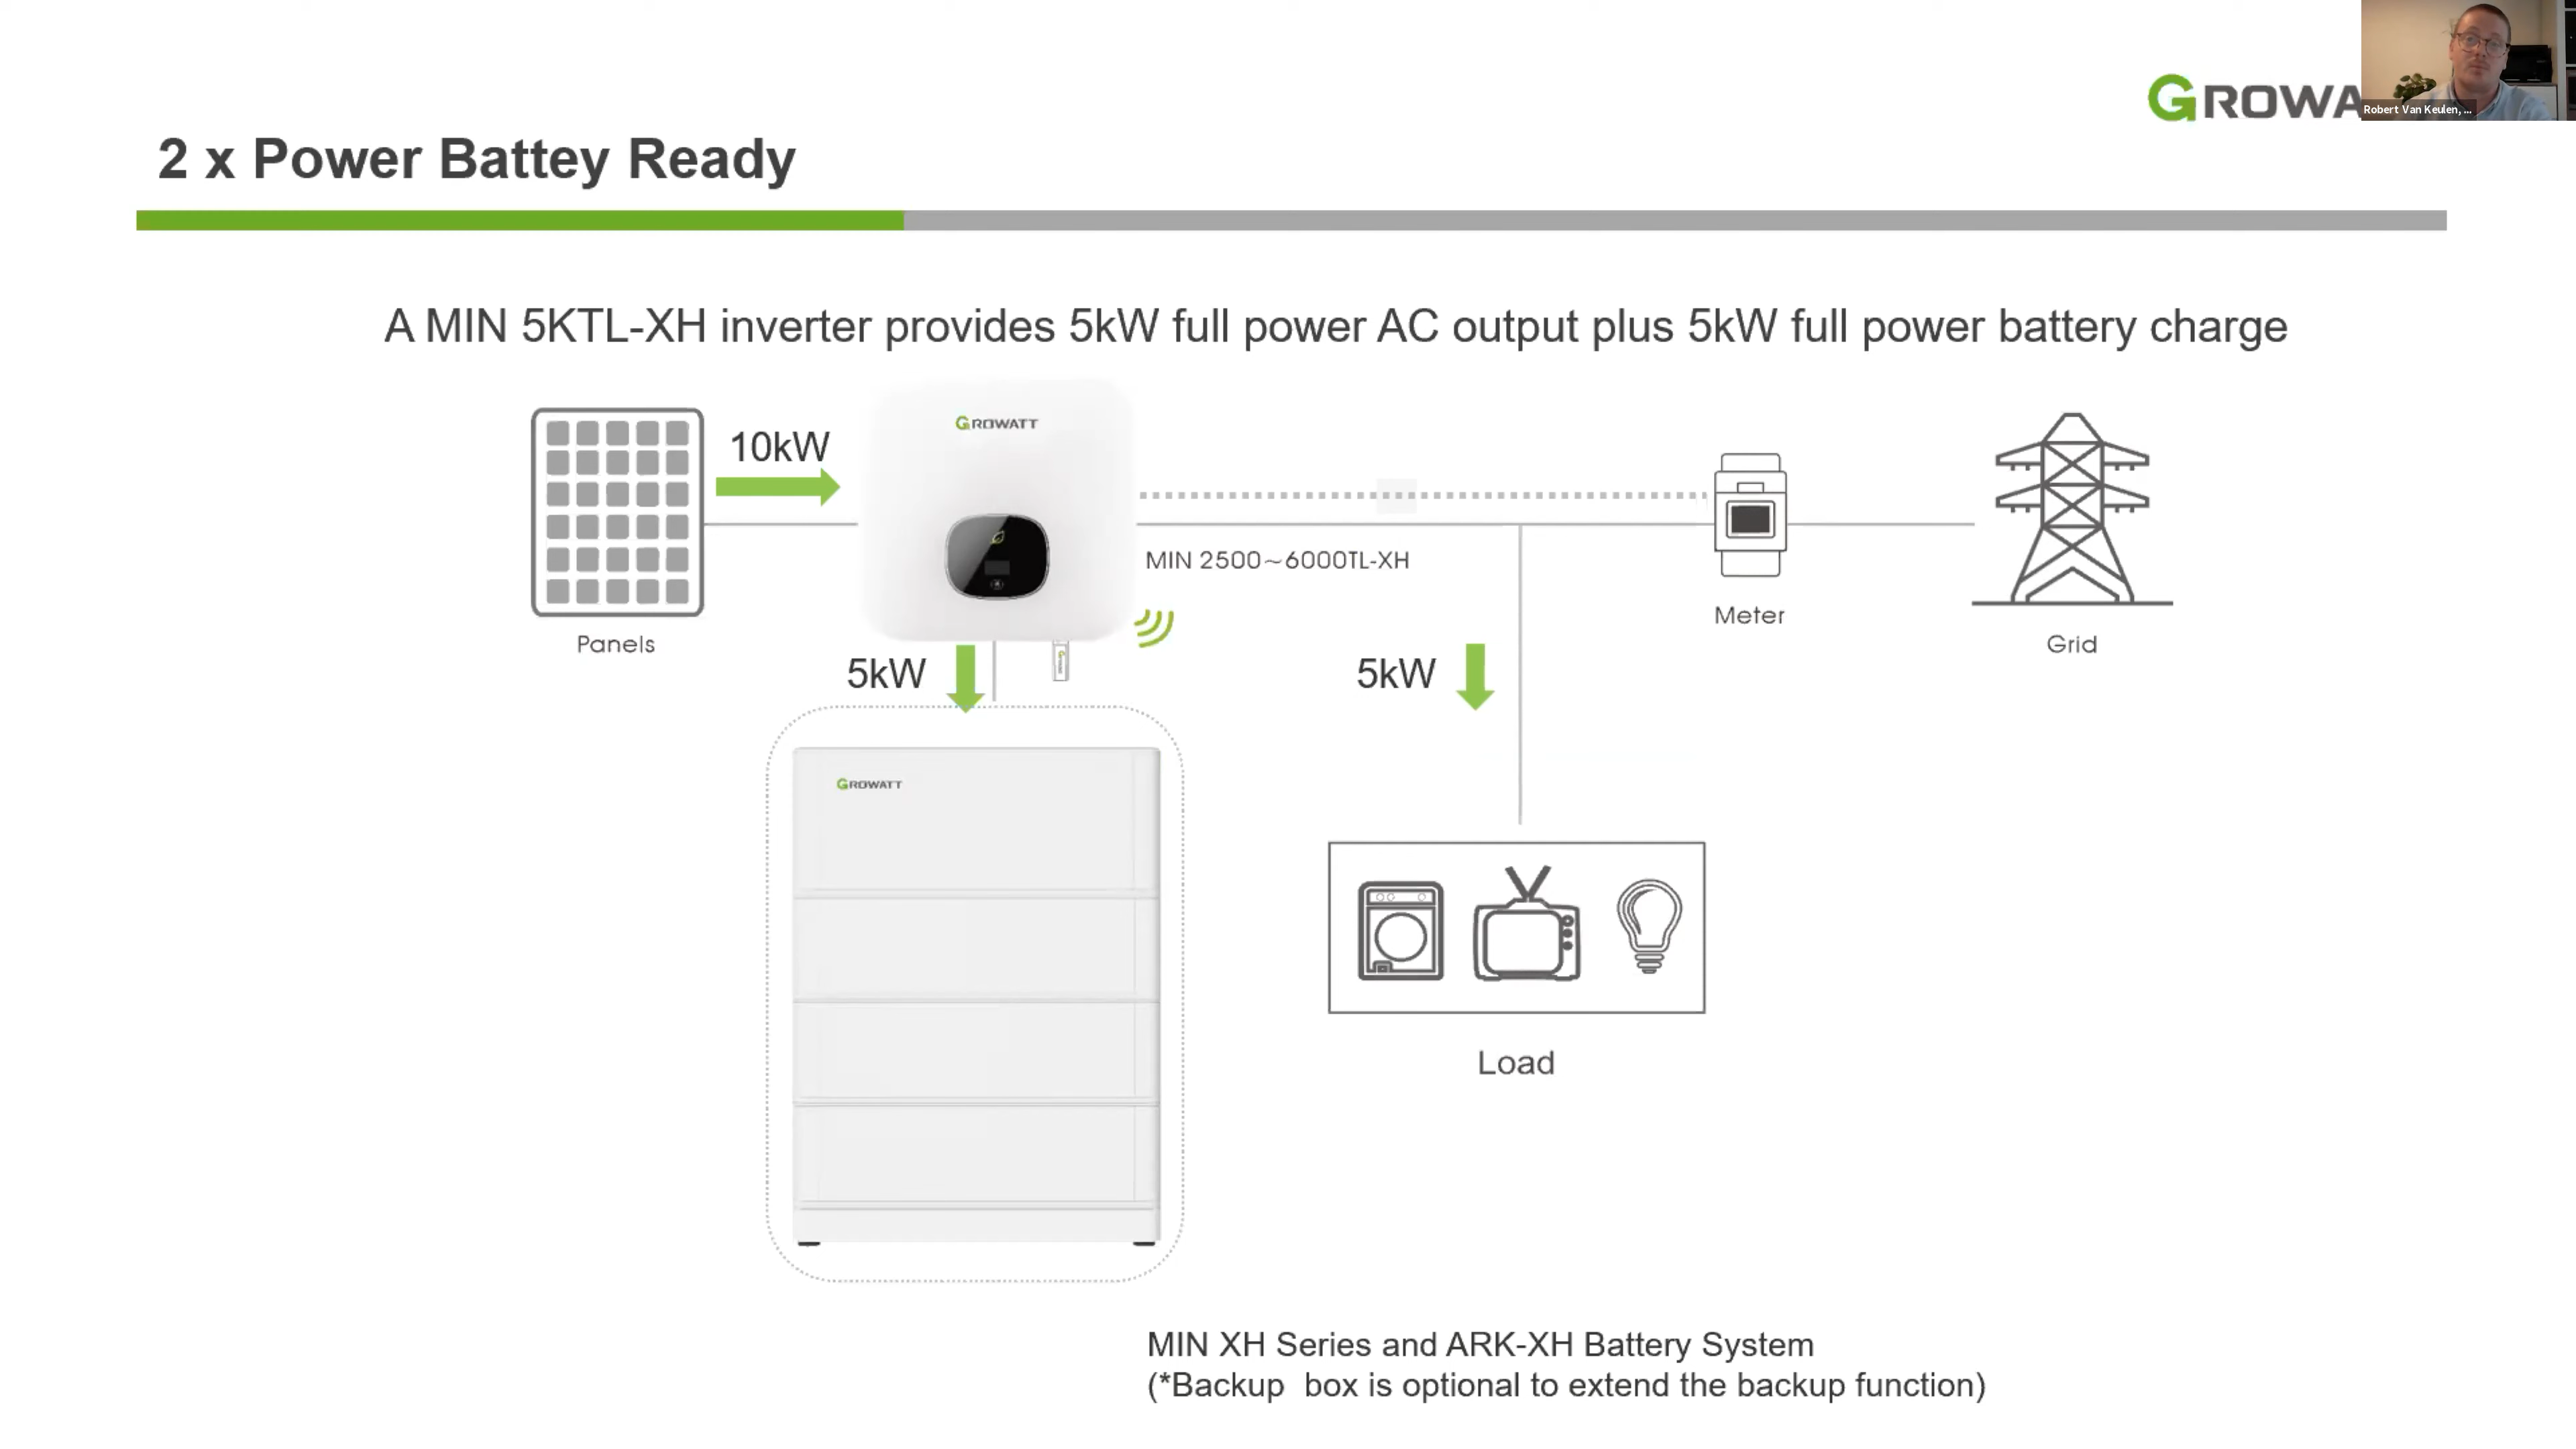 GROWA
Robert Van Keulen, ...
2 x Power Battey Ready
A MIN 5KTL-XH inverter provides 5kW full power AC output plus 5kW full power battery charge
GROWATT
10kW
MIN 2500~6000TL-XH
Meter
Panels
Grid
5kW
5kW
GROWATT
Load
MIN XH Series and ARK-XH Battery System
(*Backup box is optional to extend the backup function)